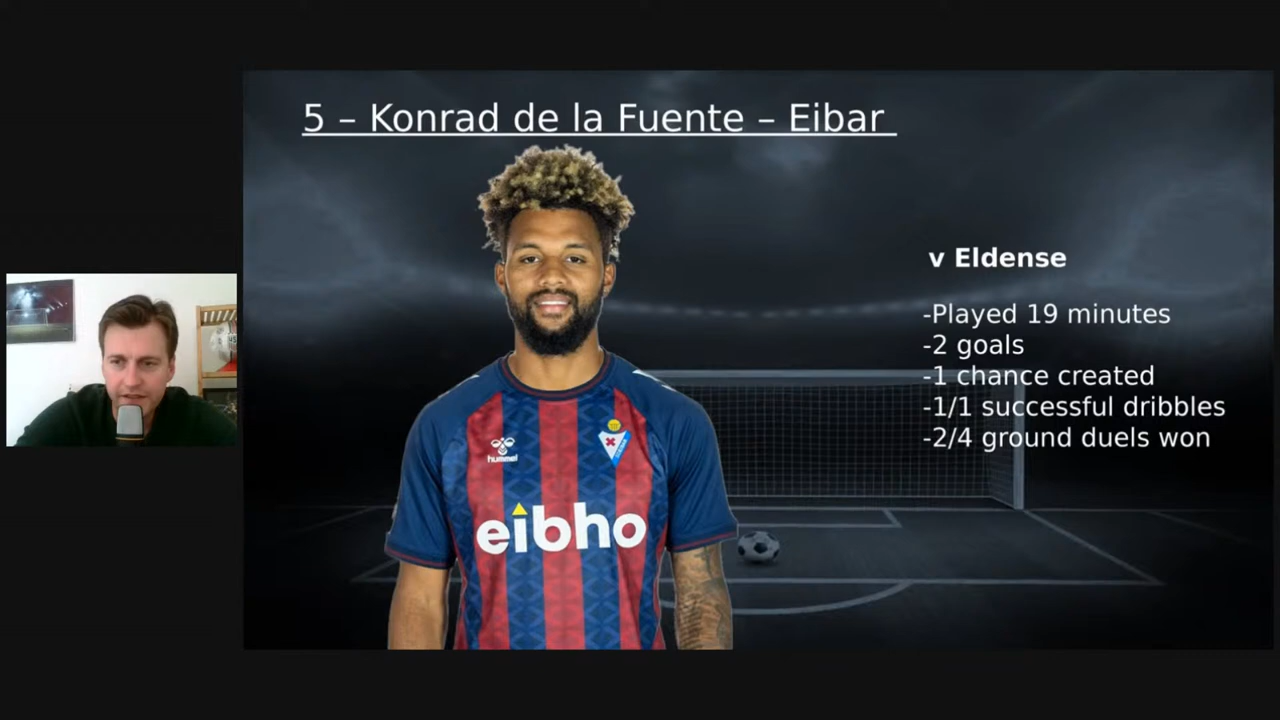 5 – Konrad de la Fuente – Eibar
v Eldense
-Played 19 minutes
-2 goals
-1 chance created
-1/1 successful dribbles
-2/4 ground duels won
hummel
eibho